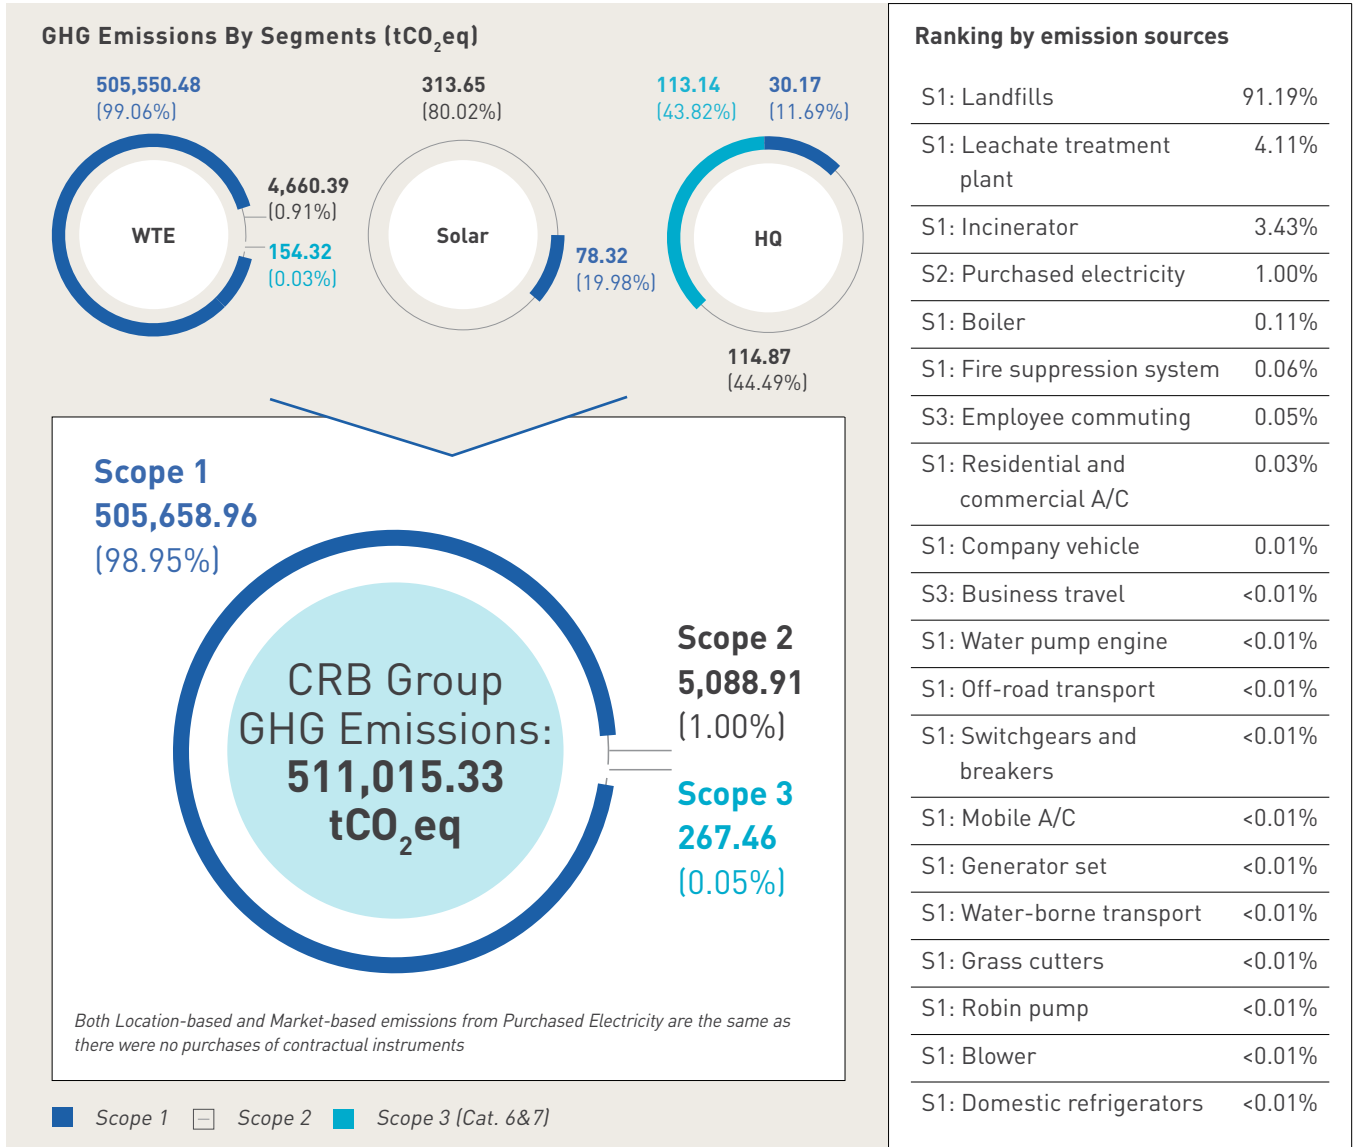 GHG Emissions By Segments (tCO2eq)
505,550.48
(99.06%)
4,660.39
(0.91%)
154.32
(0.03%)
WTE
313.65
(80.02%)
Solar
78.32
(19.98%)
113.14
(43.82%)
30.17
(11.69%)
HQ
114.87
(44.49%)
Scope 1
505,658.96
(98.95%)
CRB Group
GHG Emissions:
511,015.33
tCO2eq
Scope 2
5,088.91
(1.00%)
Scope 3
267.46
(0.05%)
Both Location-based and Market-based emissions from Purchased Electricity are the same as
there were no purchases of contractual instruments
Scope 1
Scope 2
Scope 3 (Cat. 6&7)
Ranking by emission sources
S1: Landfills 91.19%
S1: Leachate treatment 4.11%
plant
S1: Incinerator 3.43%
S2: Purchased electricity 1.00%
S1: Boiler 0.11%
S1: Fire suppression system 0.06%
S3: Employee commuting 0.05%
S1: Residential and 0.03%
commercial A/C
S1: Company vehicle 0.01%
S3: Business travel <0.01%
S1: Water pump engine <0.01%
S1: Off-road transport <0.01%
S1: Switchgears and <0.01%
breakers
S1: Mobile A/C <0.01%
S1: Generator set <0.01%
S1: Water-borne transport <0.01%
S1: Grass cutters <0.01%
S1: Robin pump <0.01%
S1: Blower <0.01%
S1: Domestic refrigerators <0.01%